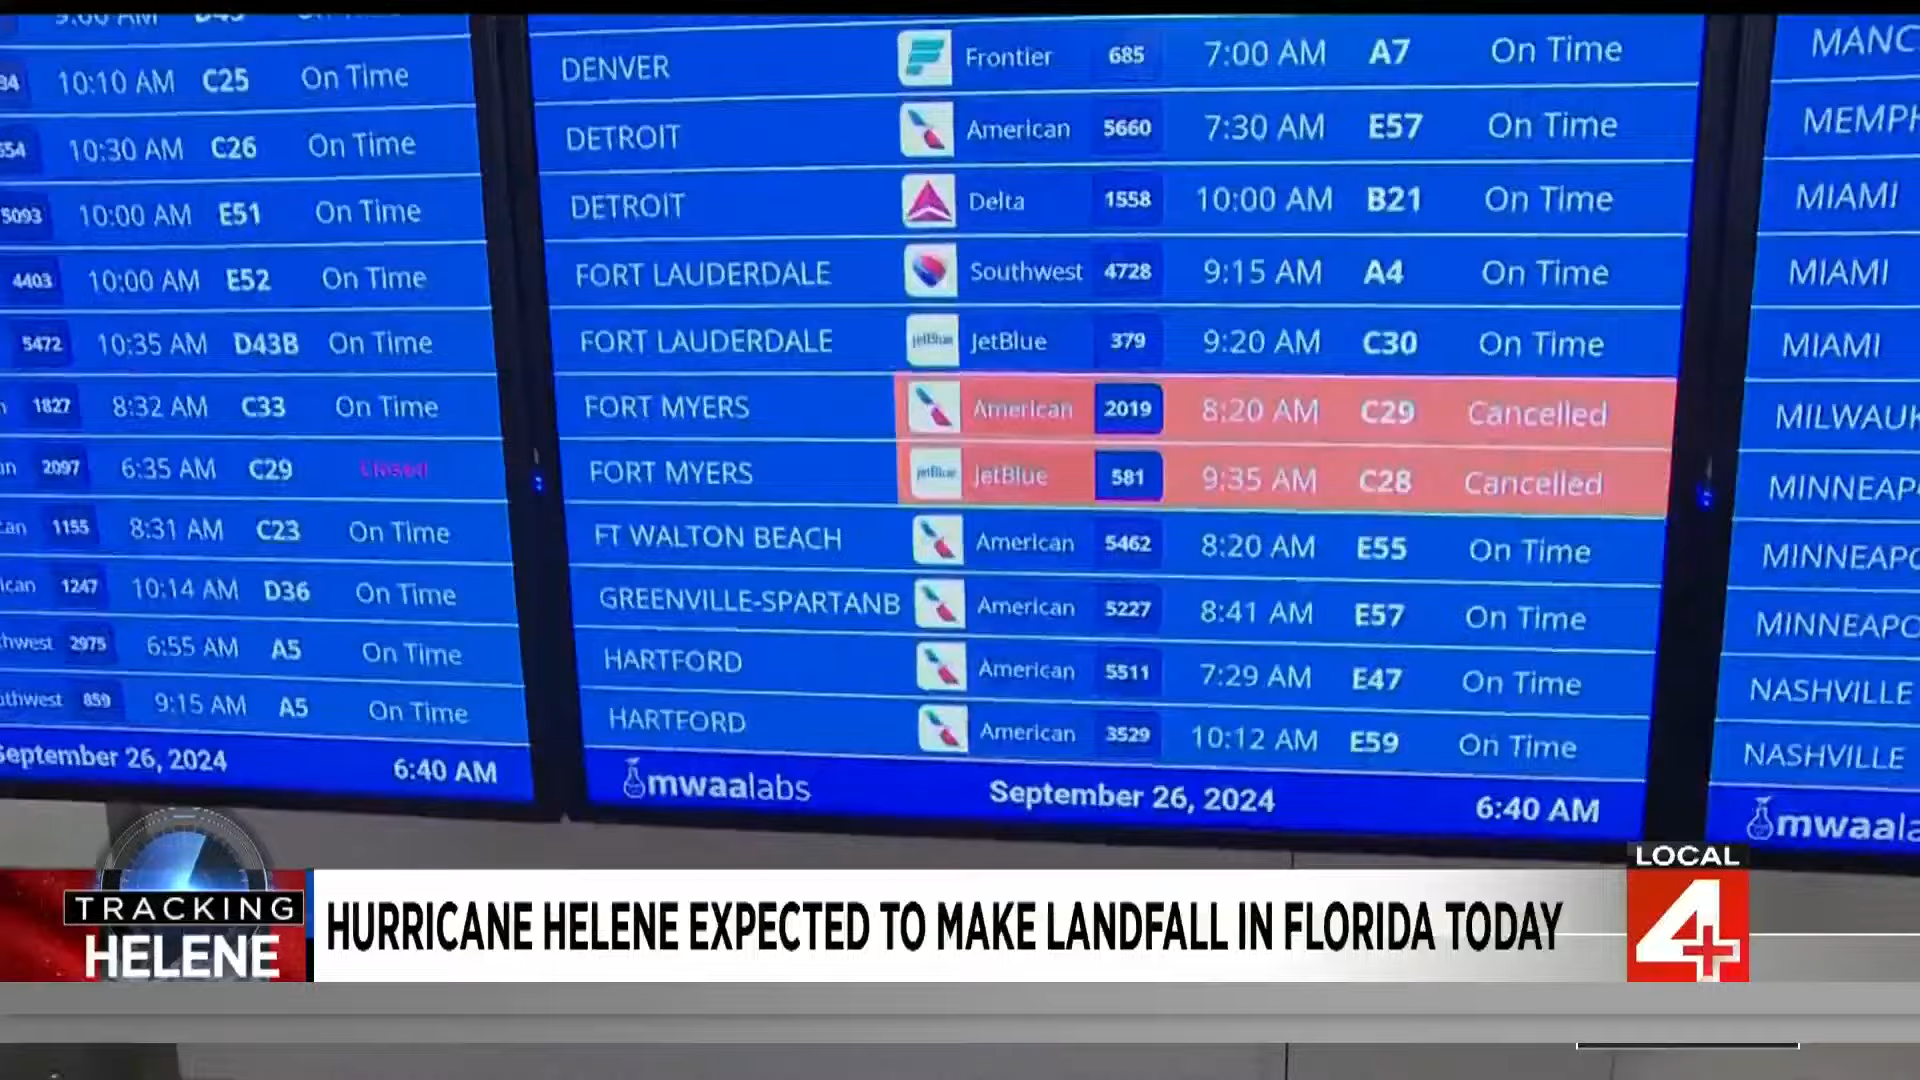 10:10 AM C25 On Time
10:30 AM C26 On Time
5093 10:00 AM E51 On Time
4403 10:00 AM E52 On Time
5472 10:35 AM D43B On Time
1827 8:32 AM C33 On Time
2097 6:35 AM C29 Closed
1155 8:31 AM C23 On Time
1247 10:14 AM D36 On Time
2975 6:55 AM A5 On Time
859 9:15 AM A5 On Time
September 26, 2024 6:40 AM
DENVER Frontier 685 7:00 AM A7 On Time
DETROIT American 5660 7:30 AM E57 On Time
DETROIT Delta 1558 10:00 AM B21 On Time
FORT LAUDERDALE Southwest 4728 9:15 AM A4 On Time
FORT LAUDERDALE jetBlue JetBlue 379 9:20 AM C30 On Time
FORT MYERS American 2019 8:20 AM C29 Cancelled
FORT MYERS jetBlue JetBlue 581 9:35 AM C28 Cancelled
FT WALTON BEACH American 5462 8:20 AM E55 On Time
GREENVILLE-SPARTANB American 5227 8:41 AM E57 On Time
HARTFORD American 5511 7:29 AM E47 On Time
HARTFORD American 3529 10:12 AM E59 On Time
mwaalabs September 26, 2024 6:40 AM
MANC
MEMPH
MIAMI
MIAMI
MIAMI
MILWAUK
MINNEAP
MINNEAPO
MINNEAPO
NASHVILLE
NASHVILLE
mwaala
TRACKING
HELENE
HURRICANE HELENE EXPECTED TO MAKE LANDFALL IN FLORIDA TODAY
LOCAL
4+